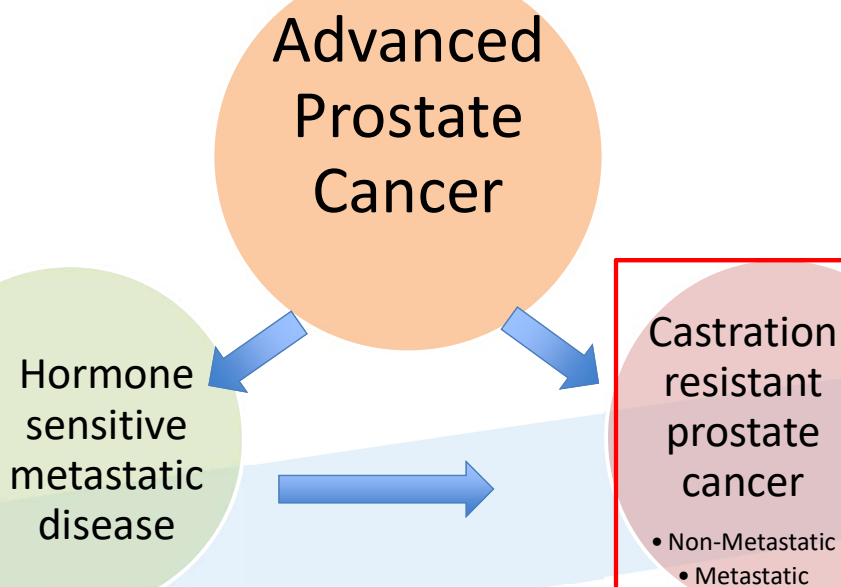 Advanced
Prostate
Cancer
Hormone
sensitive
metastatic
disease
Castration
resistant
prostate
cancer
• Non-Metastatic
• Metastatic